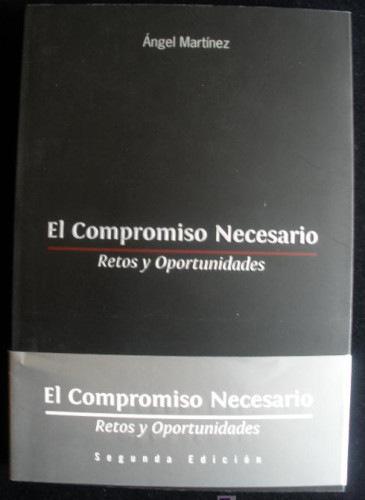 Ángel Martínez
El Compromiso Necesario
Retos y Oportunidades
El Compromiso Necesario
Retos y Oportunidades
Segunda Edición